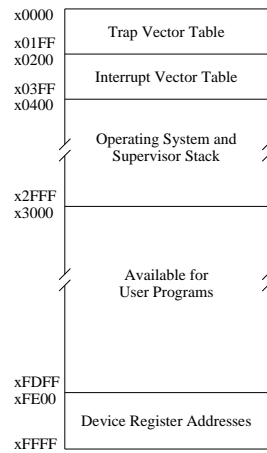 x0000
Trap Vector Table
x01FF
x0200
Interrupt Vector Table
x03FF
x0400
Operating System and
Supervisor Stack
x2FFF
x3000
Available for
User Programs
xFDFF
xFE00
Device Register Addresses
xFFFF